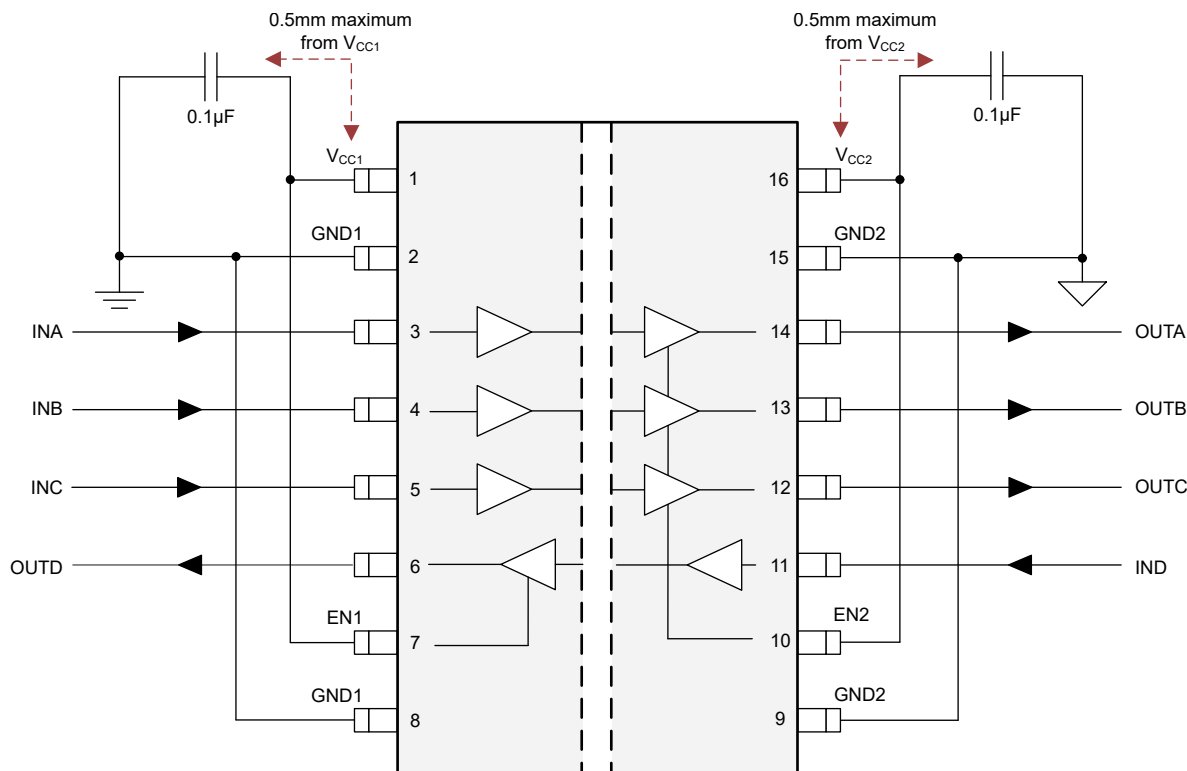 0.5mm maximum
from VCC1
0.5mm maximum
from VCC2
0.1µF
0.1µF
VCC1
1
16
VCC2
GND1
2
15
GND2
INA
3
14
OUTA
INB
4
13
OUTB
INC
5
12
OUTC
OUTD
6
11
IND
EN1
7
10
EN2
GND1
8
9
GND2